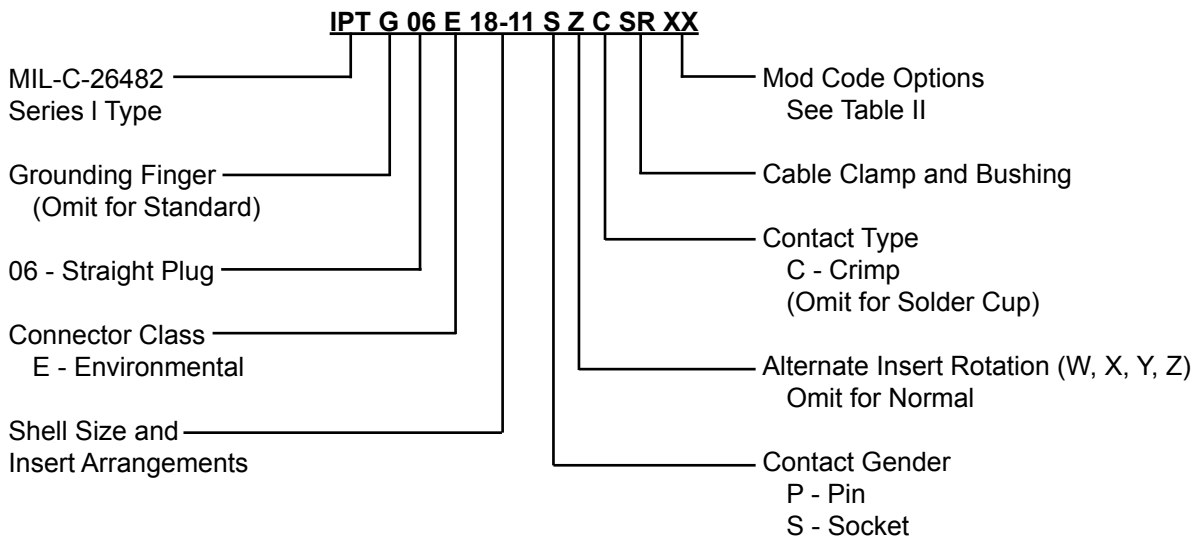 IPT G 06 E 18-11 S Z C SR XX
MIL-C-26482
Series I Type
Grounding Finger
(Omit for Standard)
06 - Straight Plug
Connector Class
E - Environmental
Shell Size and
Insert Arrangements
Mod Code Options
See Table II
Cable Clamp and Bushing
Contact Type
C - Crimp
(Omit for Solder Cup)
Alternate Insert Rotation (W, X, Y, Z)
Omit for Normal
Contact Gender
P - Pin
S - Socket